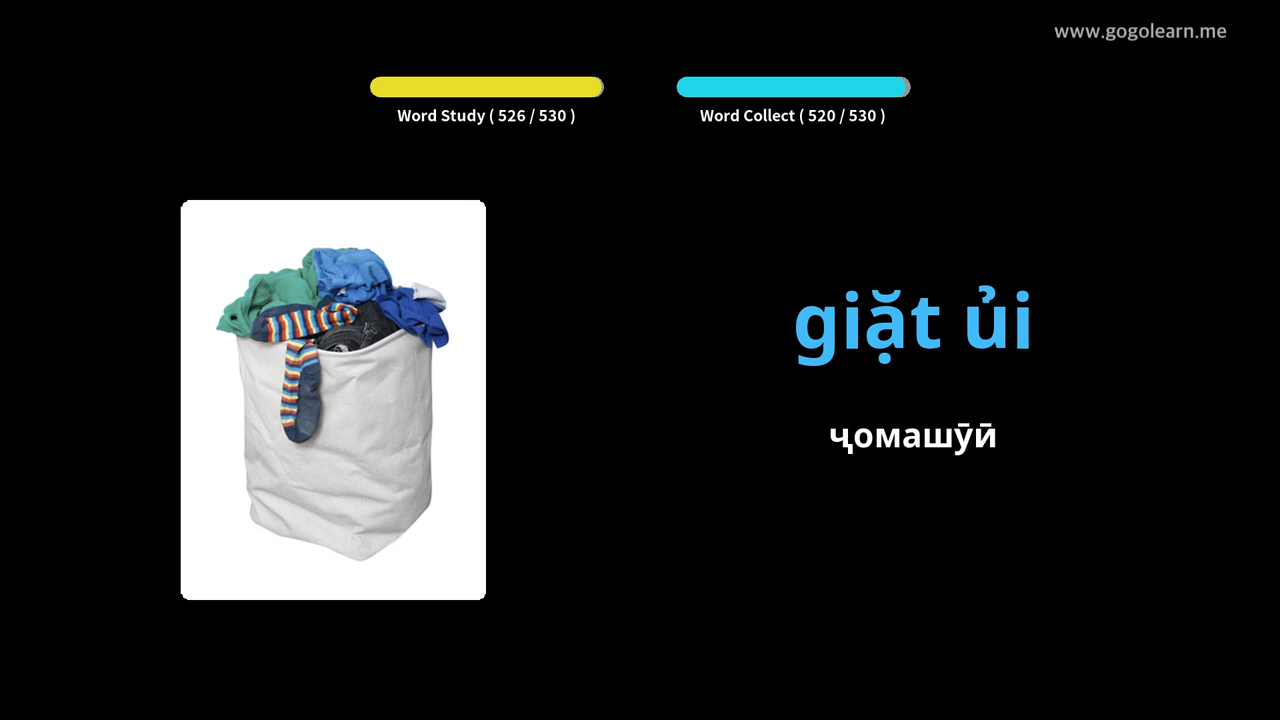 www.gogolearn.me
Word Study ( 526 / 530 )
Word Collect ( 520 / 530 )
giặt ủi
ҷомашӯӣ